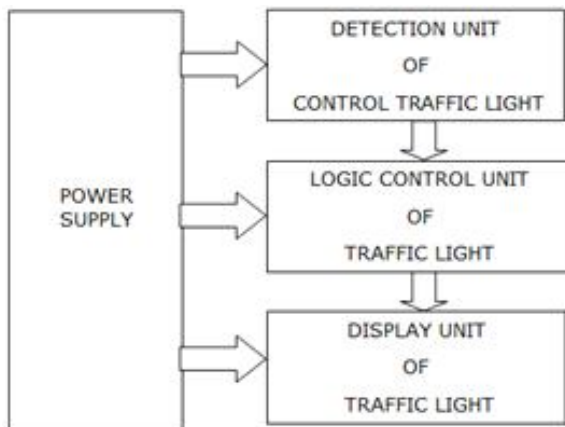 POWER
SUPPLY
DETECTION UNIT
OF
CONTROL TRAFFIC LIGHT
LOGIC CONTROL UNIT
OF
TRAFFIC LIGHT
DISPLAY UNIT
OF
TRAFFIC LIGHT